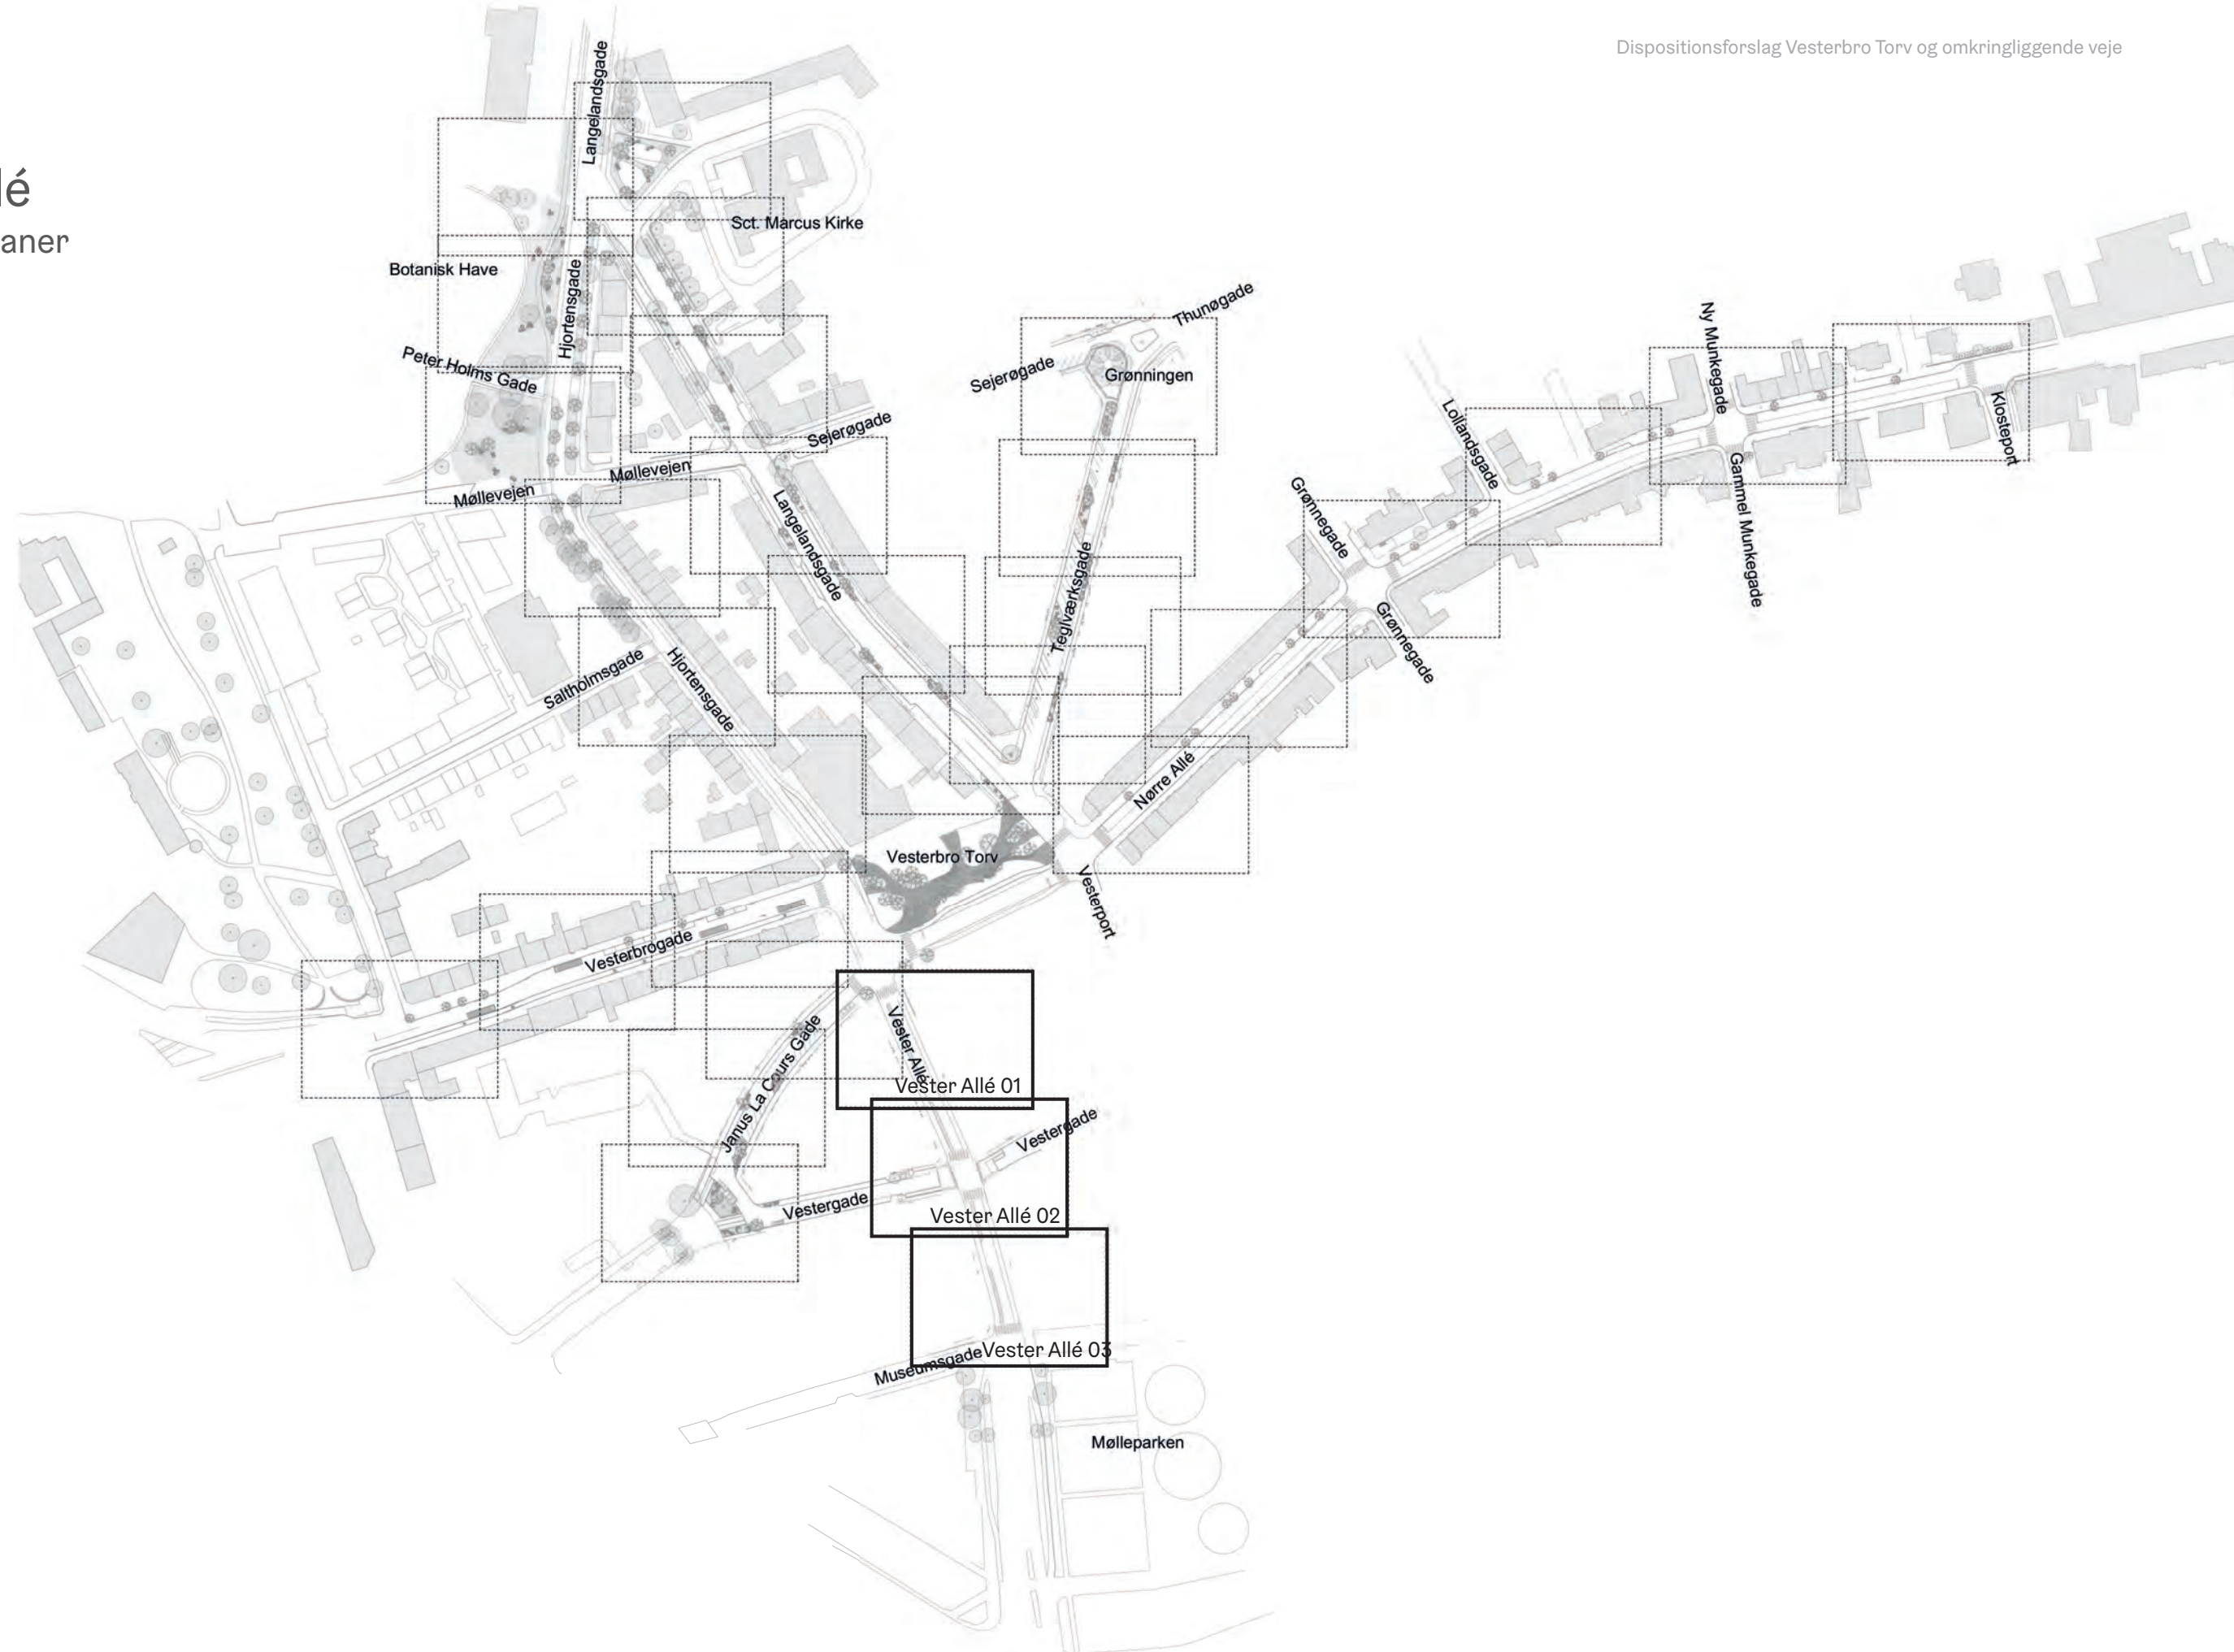 Dispositionsforslag Vesterbro Torv og omkringliggende veje
lé
aner
Langelandsgade
Sct. Marcus Kirke
Botanisk Have
Hjortensgade
Peter Holms Gade
Thunøgade
Sejerøgade
Grønningen
Ny Munkegade
Klosteport
Lollandsgade
Gammel Munkegade
Sejerøgade
Møllevejen
Møllevejen
Langelandsgade
Teglværksgade
Grønnegade
Grønnegade
Saltholmsgade
Hjortensgade
Nørre Allé
Vesterbro Torv
Vesterport
Vesterbrogade
Janus La Cours Gade
Vester Allé
Vester Allé 01
Vestergade
Vestergade
Vester Allé 02
Museumsgade
Vester Allé 03
Mølleparken